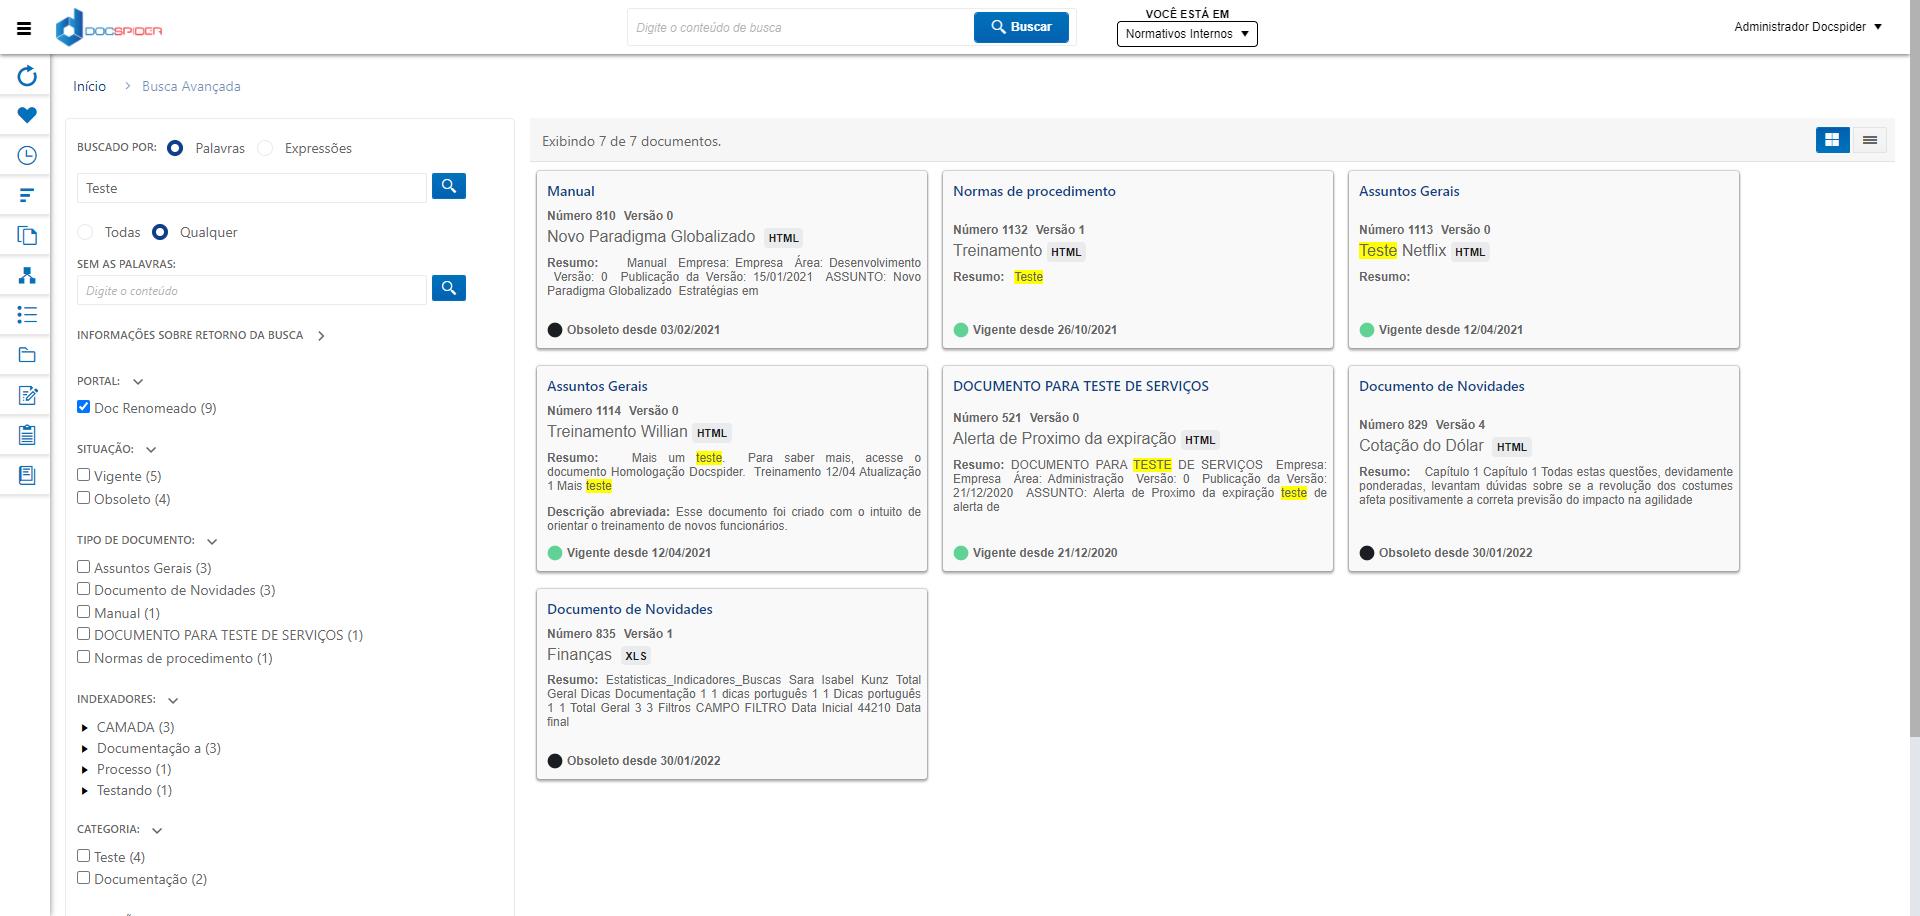 DOCSPIDER
Digite o conteúdo de busca
Buscar
VOCÊ ESTÁ EM
Normativos Internos
Administrador Docspider
Início > Busca Avançada
BUSCADO POR: Palavras Expressões
Teste
Todas Qualquer
SEM AS PALAVRAS:
Digite o conteúdo
INFORMAÇÕES SOBRE RETORNO DA BUSCA
PORTAL:
Doc Renomeado (9)
SITUAÇÃO:
Vigente (5)
Obsoleto (4)
TIPO DE DOCUMENTO:
Assuntos Gerais (3)
Documento de Novidades (3)
Manual (1)
DOCUMENTO PARA TESTE DE SERVIÇOS (1)
Normas de procedimento (1)
INDEXADORES:
CAMADA (3)
Documentação a (3)
Processo (1)
Testando (1)
CATEGORIA:
Teste (4)
Documentação (2)
Exibindo 7 de 7 documentos.
Manual
Número 810 Versão 0
Novo Paradigma Globalizado HTML
Resumo: Manual Empresa: Empresa Área: Desenvolvimento
Versão: 0 Publicação da Versão: 15/01/2021 ASSUNTO: Novo
Paradigma Globalizado Estratégias em
Obsoleto desde 03/02/2021
Normas de procedimento
Número 1132 Versão 1
Treinamento HTML
Resumo: Teste
Vigente desde 26/10/2021
Assuntos Gerais
Número 1113 Versão 0
Teste Netflix HTML
Resumo:
Vigente desde 12/04/2021
Assuntos Gerais
Número 1114 Versão 0
Treinamento Willian HTML
Resumo: Mais um teste. Para saber mais, acesse o
documento Homologação Docspider. Treinamento 12/04 Atualização
1 Mais teste
Descrição abreviada: Esse documento foi criado com o intuito de
orientar o treinamento de novos funcionários.
Vigente desde 12/04/2021
DOCUMENTO PARA TESTE DE SERVIÇOS
Número 521 Versão 0
Alerta de Proximo da expiração HTML
Resumo: DOCUMENTO PARA TESTE DE SERVIÇOS Empresa:
Empresa Área: Administração Versão: 0 Publicação da Versão:
21/12/2020 ASSUNTO: Alerta de Proximo da expiração teste de
alerta de
Vigente desde 21/12/2020
Documento de Novidades
Número 829 Versão 4
Cotação do Dólar HTML
Resumo: Capítulo 1 Capítulo 1 Todas estas questões, devidamente
ponderadas, levantam dúvidas sobre se a revolução dos costumes
afeta positivamente a correta previsão do impacto na agilidade
Obsoleto desde 30/01/2022
Documento de Novidades
Número 835 Versão 1
Finanças XLS
Resumo: Estatisticas_Indicadores_Buscas Sara Isabel Kunz Total
Geral Dicas Documentação 1 1 dicas português 1 1 Dicas português
1 1 Total Geral 3 3 Filtros CAMPO FILTRO Data Inicial 44210 Data
final
Obsoleto desde 30/01/2022